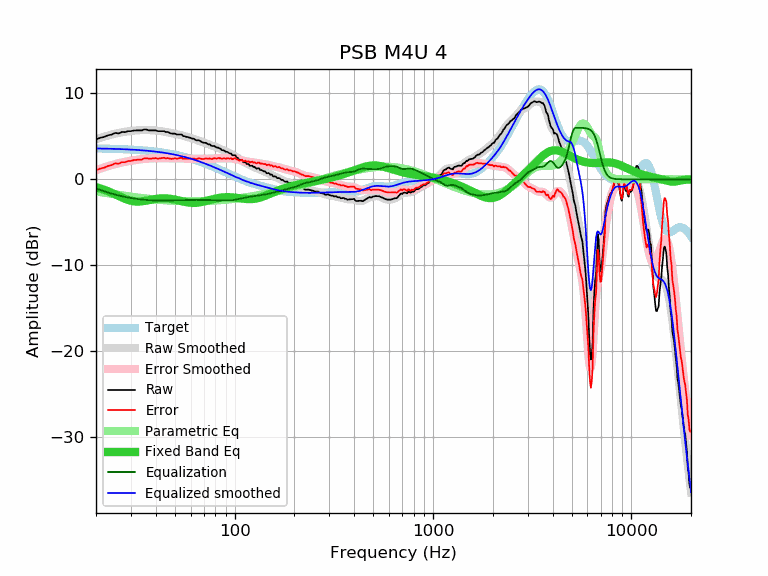 PSB M4U 4
10
0
−10
−20
−30
Amplitude (dBr)
Target
Raw Smoothed
Error Smoothed
Raw
Error
Parametric Eq
Fixed Band Eq
Equalization
Equalized smoothed
100
1000
10000
Frequency (Hz)